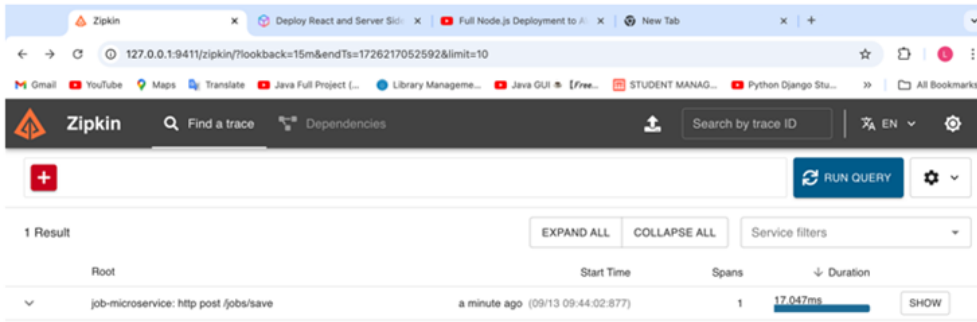 Zipkin Deploy React and Server Sid Full Node.js Deployment to A New Tab
127.0.0.1:9411/zipkin/?lookback=15m&endTs=1726217052592&limit=10
Gmail YouTube Maps Translate Java Full Project (... Library Manageme... Java GUI [Free... STUDENT MANAG... Python Django Stu... » All Bookmarks
Zipkin Find a trace Dependencies Search by trace ID EN
RUN QUERY
1 Result EXPAND ALL COLLAPSE ALL Service filters
Root Start Time Spans Duration
job-microservice: http post /jobs/save a minute ago (09/13 09:44:02:877) 1 17.047ms SHOW